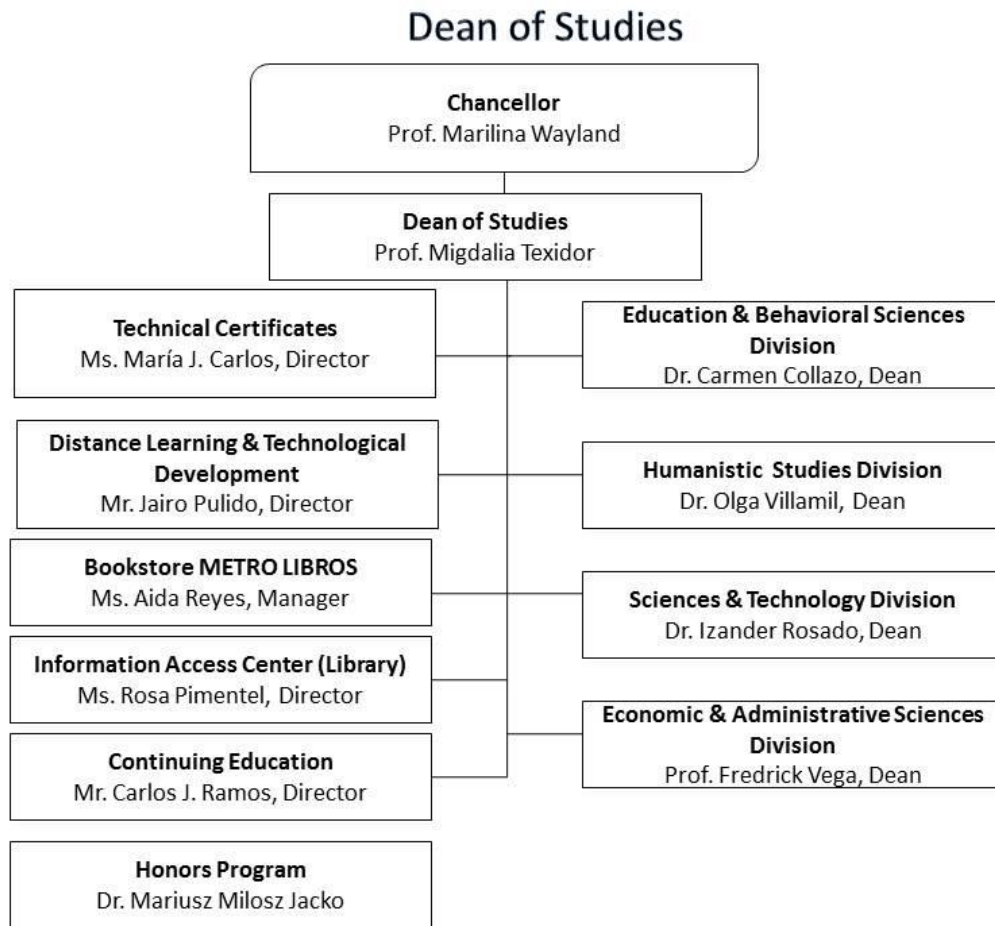 Dean of Studies
Chancellor
Prof. Marilina Wayland
Dean of Studies
Prof. Migdalia Texidor
Technical Certificates
Ms. María J. Carlos, Director
Distance Learning & Technological
Development
Mr. Jairo Pulido, Director
Bookstore METRO LIBROS
Ms. Aida Reyes, Manager
Information Access Center (Library)
Ms. Rosa Pimentel, Director
Continuing Education
Mr. Carlos J. Ramos, Director
Honors Program
Dr. Mariusz Milosz Jacko
Education & Behavioral Sciences
Division
Dr. Carmen Collazo, Dean
Humanistic Studies Division
Dr. Olga Villamil, Dean
Sciences & Technology Division
Dr. Izander Rosado, Dean
Economic & Administrative Sciences
Division
Prof. Fredrick Vega, Dean